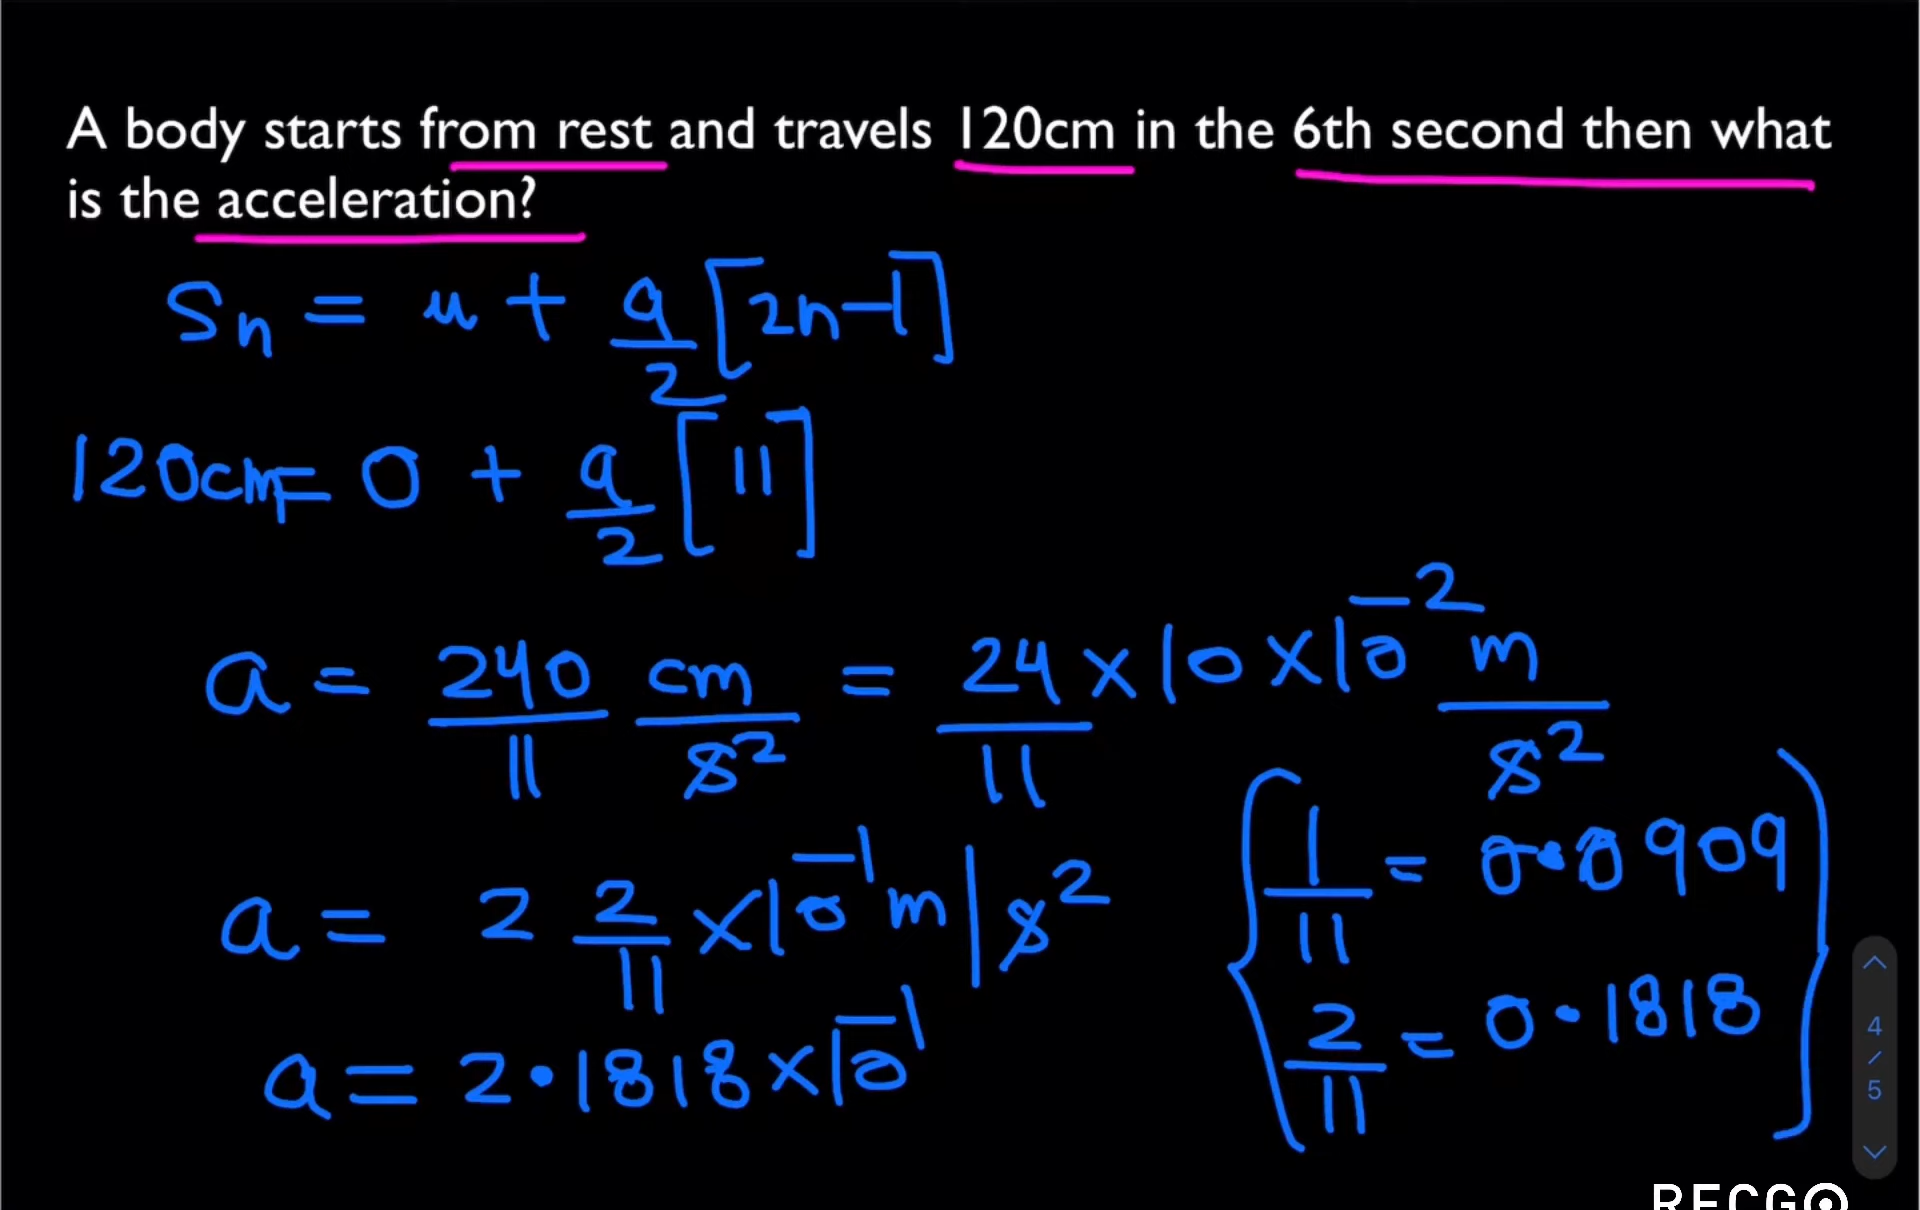 A body starts from rest and travels 120cm in the 6th second then what
is the acceleration?
Sn = u + a/2 [2n-1]
120cm = 0 + a/2 [11]
a = 240/11 cm/s² = 24/11 × 10 × 10⁻² m/s²
a = 2 2/11 × 10⁻¹ m/s²
a = 2.1818 × 10⁻¹
{1/11 = 0.0909
2/11 = 0.1818}
4
/
5
RECGO